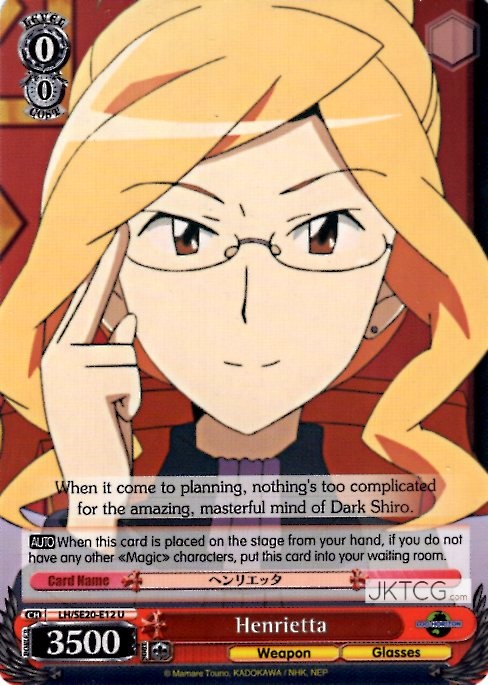 LEVEL
0
0
COST
When it come to planning, nothing's too complicated
for the amazing, masterful mind of Dark Shiro.
AUTO When this card is placed on the stage from your hand, if you do not
have any other «Magic» characters, put this card into your waiting room.
Card Name ヘンリエッタ
JKTCG.com
CH LH/SE20-E12 U
POWER 3500 SOUL Henrietta
Weapon Glasses
© Mamare Touno, KADOKAWA / NHK, NEP